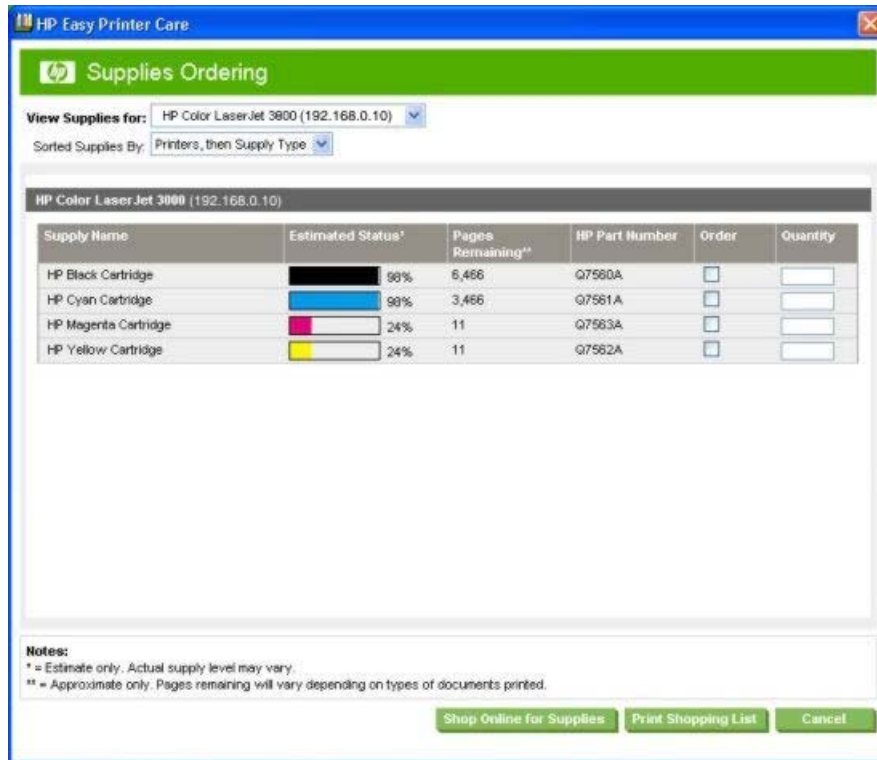 HP Easy Printer Care
hp Supplies Ordering
View Supplies for: HP Color LaserJet 3800 (192.168.0.10)
Sorted Supplies By: Printers, then Supply Type
HP Color LaserJet 3000 (192.168.0.10)
Supply Name Estimated Status* Pages Remaining** HP Part Number Order Quantity
HP Black Cartridge 98% 6,466 Q7560A
HP Cyan Cartridge 98% 3,466 Q7561A
HP Magenta Cartridge 24% 11 Q7563A
HP Yellow Cartridge 24% 11 Q7562A
Notes:
* = Estimate only. Actual supply level may vary.
** = Approximate only. Pages remaining will vary depending on types of documents printed.
Shop Online for Supplies Print Shopping List Cancel